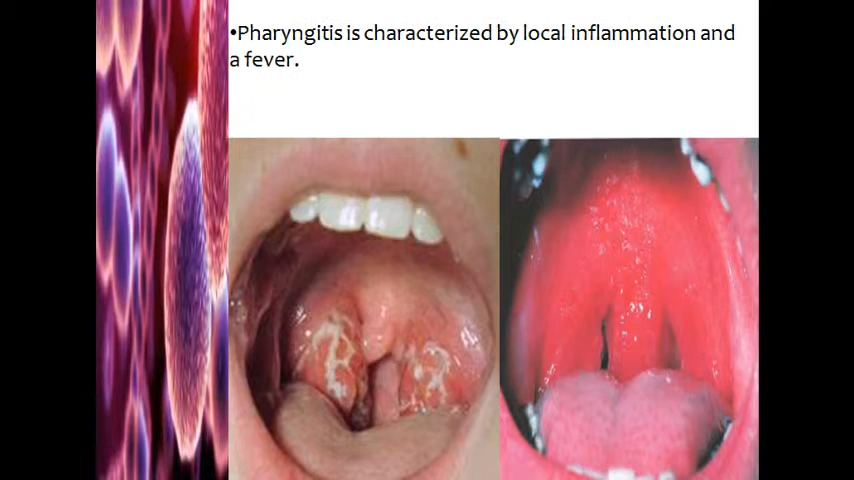 •Pharyngitis is characterized by local inflammation and
a fever.